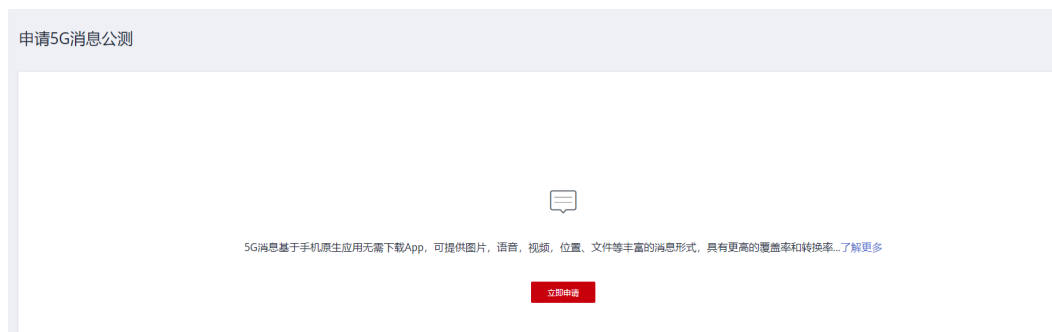 申请5G消息公测
5G消息基于手机原生应用无需下载App，可提供图片，语音，视频，位置、文件等丰富的消息形式，具有更高的覆盖率和转换率...了解更多
立即申请